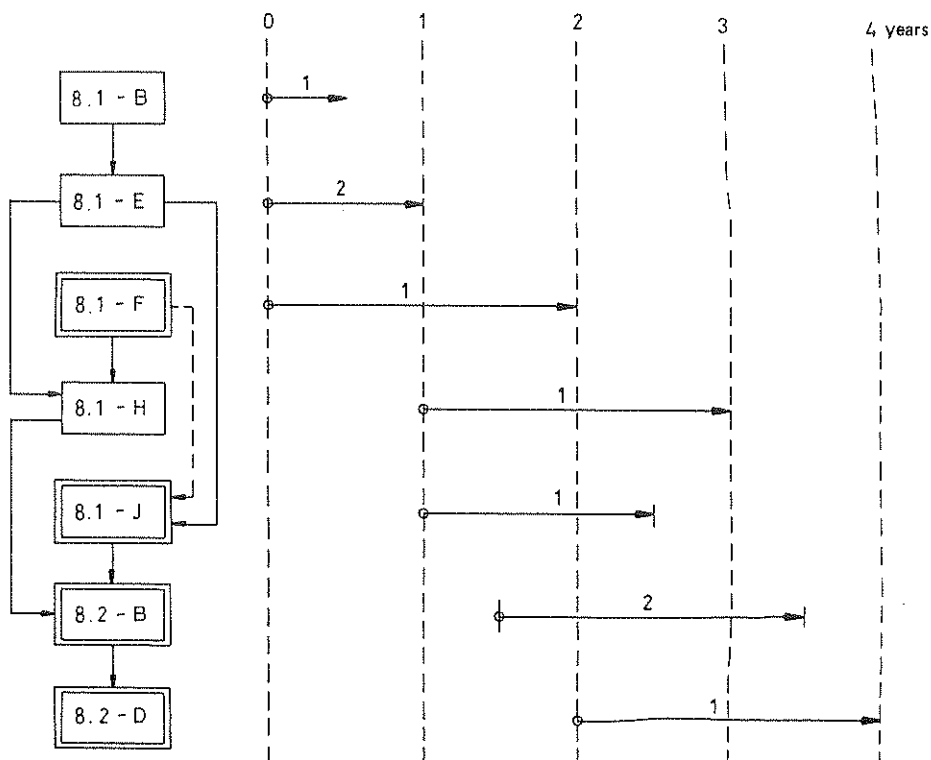 0 1 2 3 4 years
8.1 - B 1
8.1 - E 2
8.1 - F 1
8.1 - H 1
8.1 - J 1
8.2 - B 2
8.2 - D 1